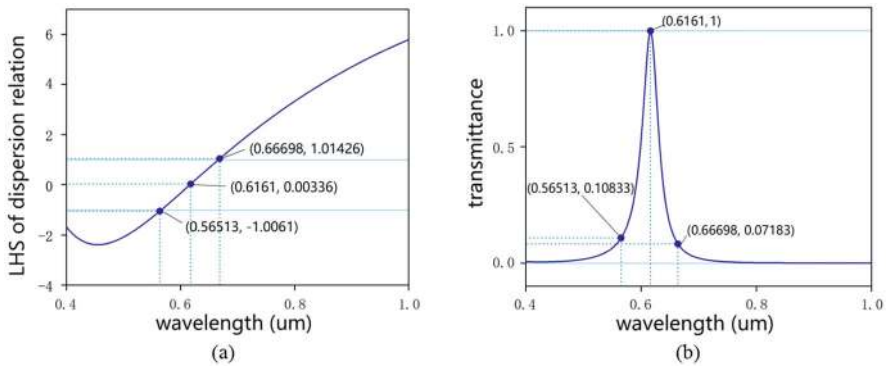 6
4
2
0
-2
-4
LHS of dispersion relation
(0.66698, 1.01426)
(0.6161, 0.00336)
(0.56513, -1.0061)
0.4 0.6 0.8 1.0
wavelength (um)
(a)
1.0
0.5
0.0
transmittance
(0.6161, 1)
(0.56513, 0.10833)
(0.66698, 0.07183)
0.4 0.6 0.8 1.0
wavelength (um)
(b)